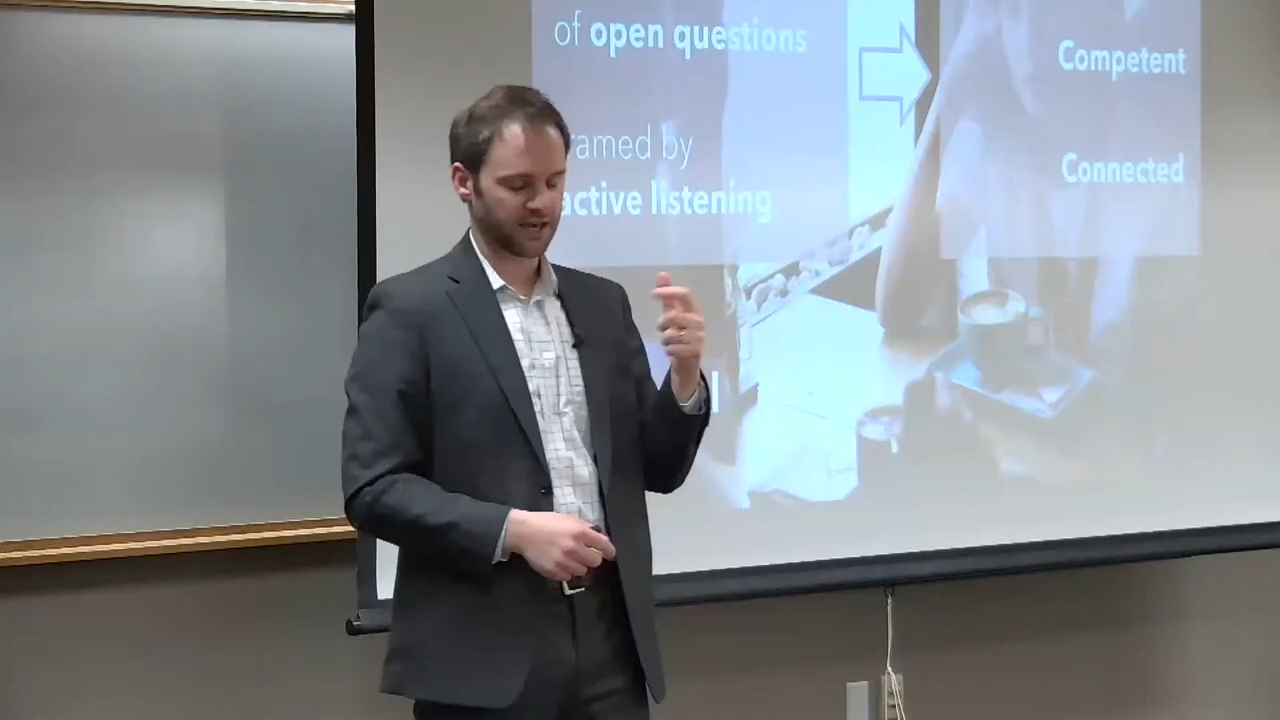 of open questions
ramed by
active listening
Competent
Connected